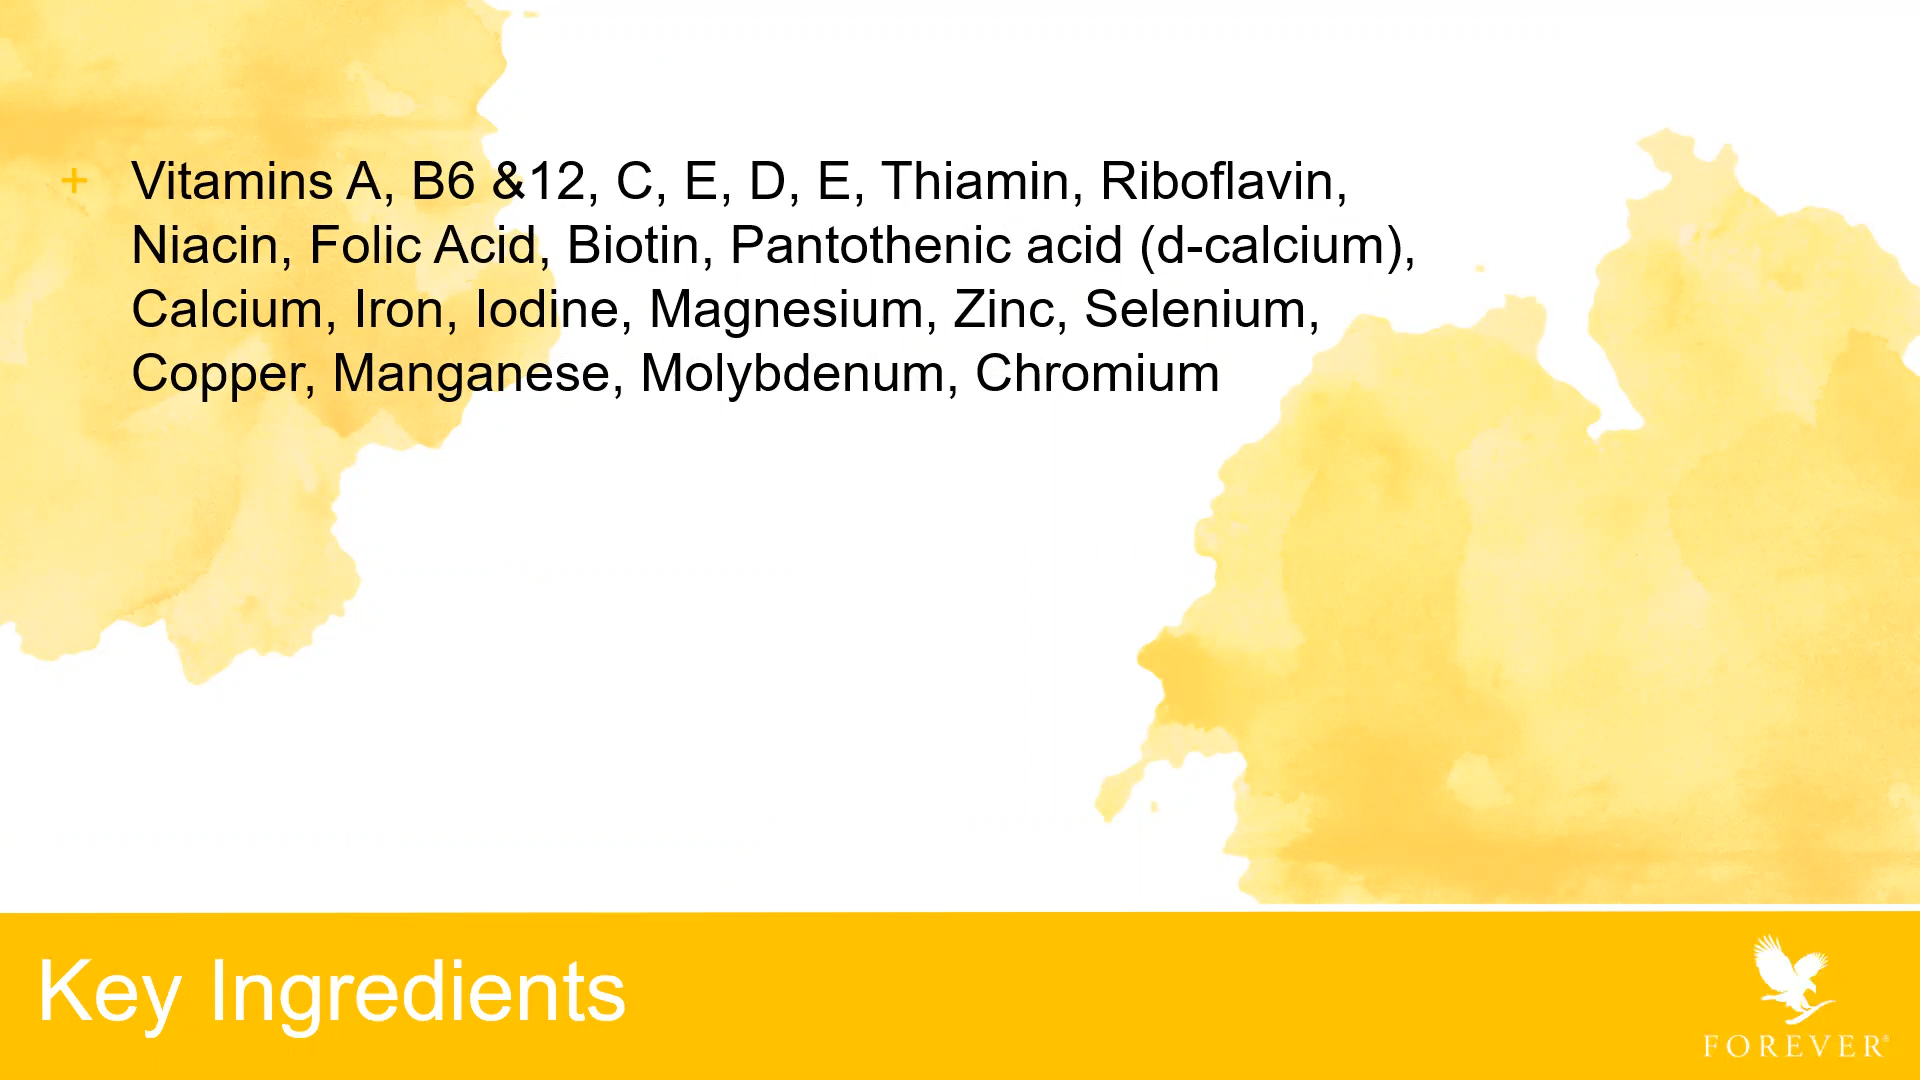 + Vitamins A, B6 &12, C, E, D, E, Thiamin, Riboflavin,
Niacin, Folic Acid, Biotin, Pantothenic acid (d-calcium),
Calcium, Iron, Iodine, Magnesium, Zinc, Selenium,
Copper, Manganese, Molybdenum, Chromium
Key Ingredients
FOREVER®